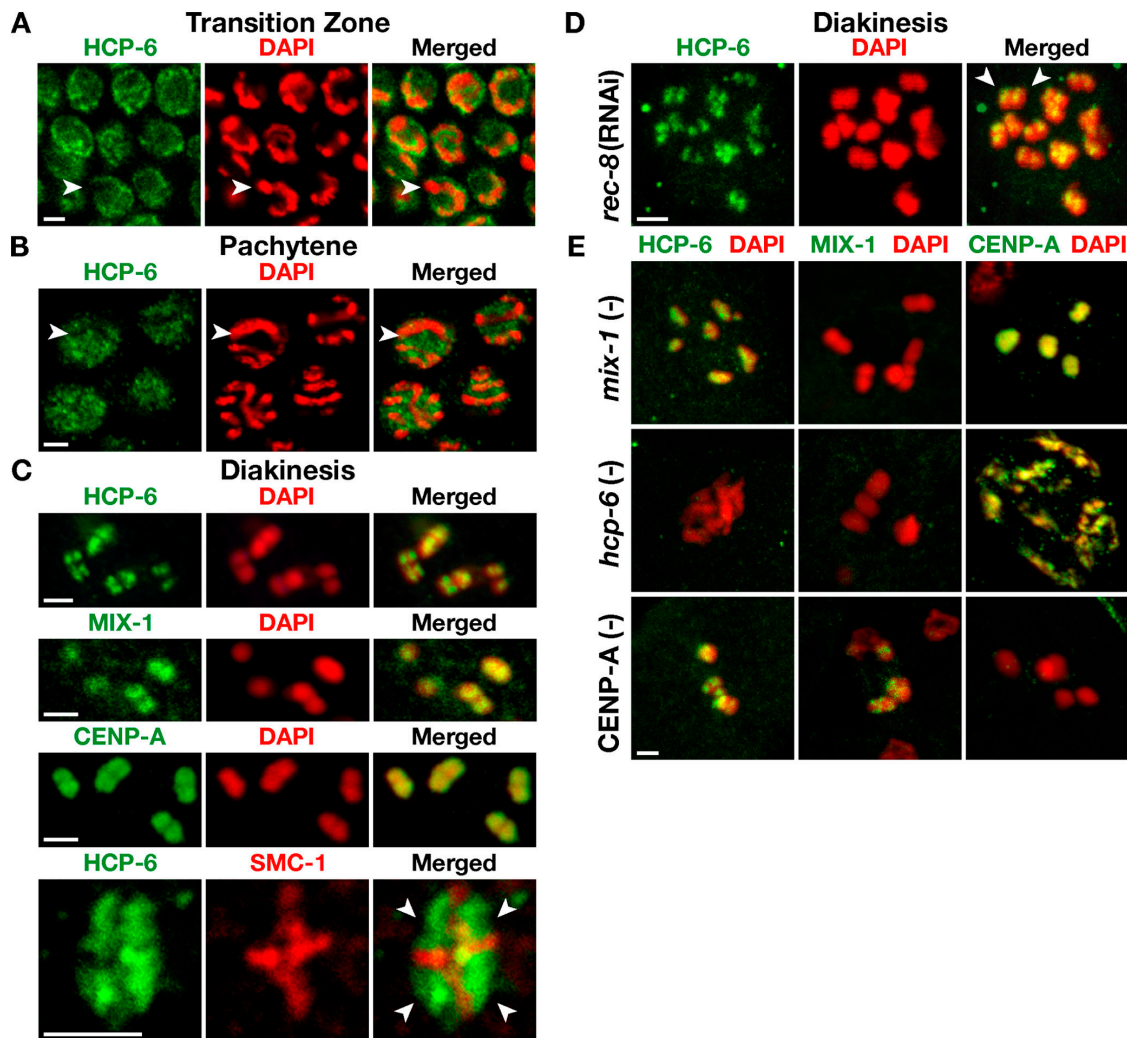 A
Transition Zone
HCP-6 DAPI Merged
B
Pachytene
HCP-6 DAPI Merged
C
Diakinesis
HCP-6 DAPI Merged
MIX-1 DAPI Merged
CENP-A DAPI Merged
HCP-6 SMC-1 Merged
D
Diakinesis
HCP-6 DAPI Merged
rec-8(RNAi)
E
HCP-6 DAPI MIX-1 DAPI CENP-A DAPI
mix-1 (-)
hcp-6 (-)
CENP-A (-)